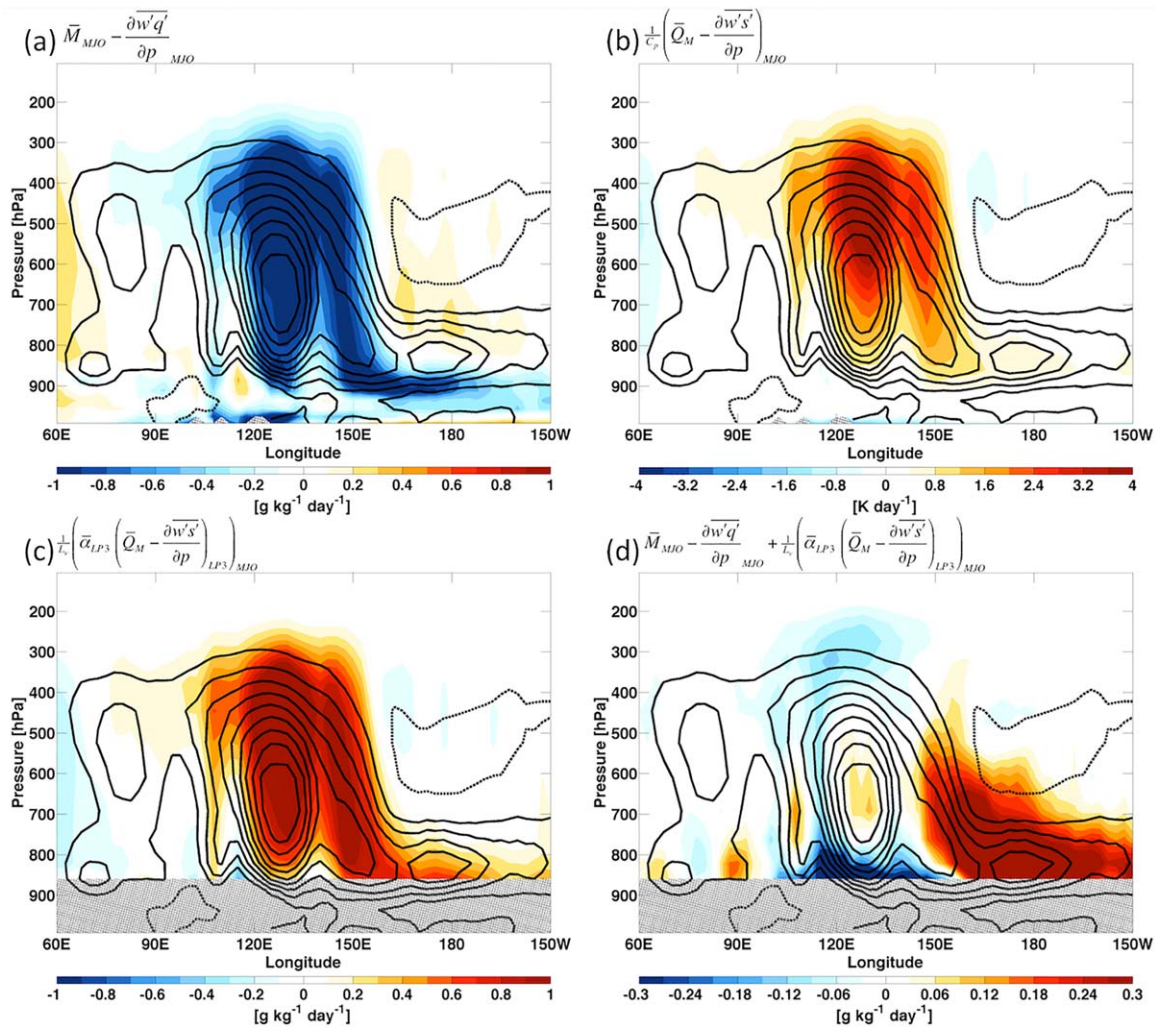 (a) M̄_MJO − ∂w'q'‾/∂p_MJO
(b) 1/C_p (Q̄_M − ∂w's'‾/∂p)_MJO
200
300
400
500
600
700
800
900
Pressure [hPa]
60E 90E 120E 150E 180 150W
Longitude
-1 -0.8 -0.6 -0.4 -0.2 0 0.2 0.4 0.6 0.8 1
[g kg⁻¹ day⁻¹]
200
300
400
500
600
700
800
900
Pressure [hPa]
60E 90E 120E 150E 180 150W
Longitude
-4 -3.2 -2.4 -1.6 -0.8 0 0.8 1.6 2.4 3.2 4
[K day⁻¹]
(c) 1/L_v (ᾱ_LP3 (Q̄_M − ∂w's'‾/∂p)_LP3)_MJO
(d) M̄_MJO − ∂w'q'‾/∂p_MJO + 1/L_v (ᾱ_LP3 (Q̄_M − ∂w's'‾/∂p)_LP3)_MJO
200
300
400
500
600
700
800
900
Pressure [hPa]
60E 90E 120E 150E 180 150W
Longitude
-1 -0.8 -0.6 -0.4 -0.2 0 0.2 0.4 0.6 0.8 1
[g kg⁻¹ day⁻¹]
200
300
400
500
600
700
800
900
Pressure [hPa]
60E 90E 120E 150E 180 150W
Longitude
-0.3 -0.24 -0.18 -0.12 -0.06 0 0.06 0.12 0.18 0.24 0.3
[g kg⁻¹ day⁻¹]